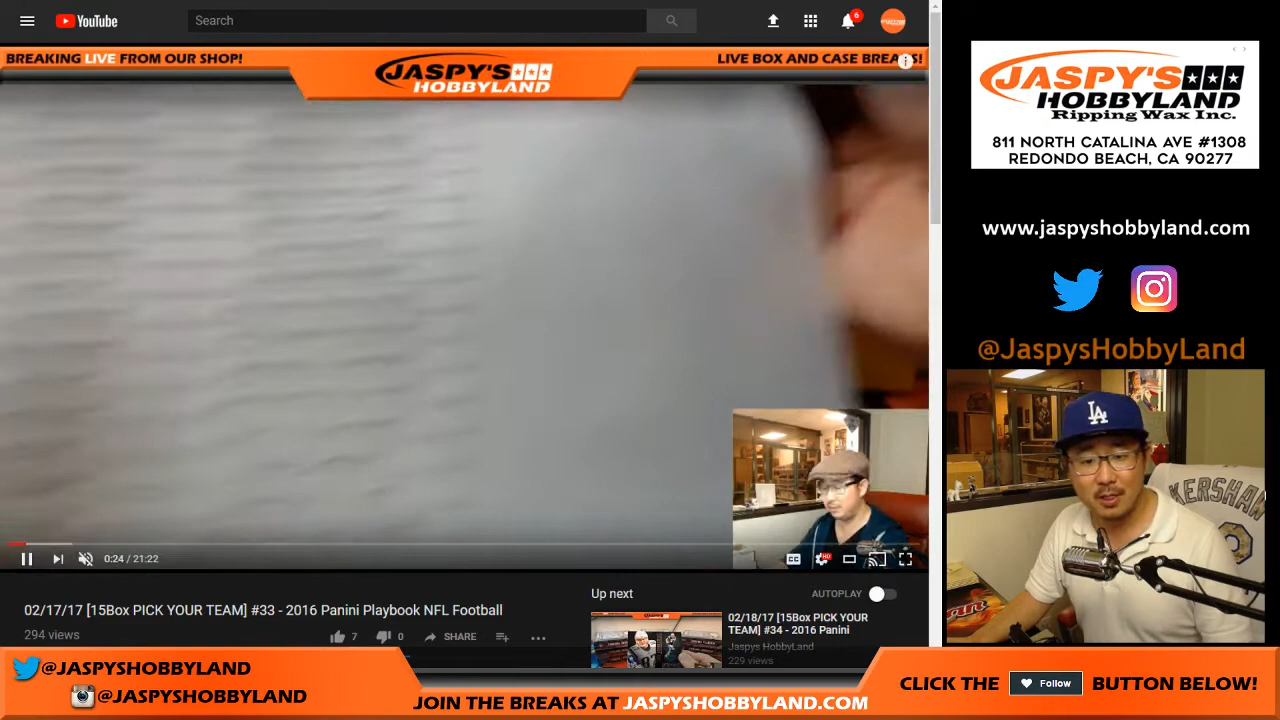 YouTube
Search
6
BREAKING LIVE FROM OUR SHOP!
JASPY'S
HOBBYLAND
LIVE BOX AND CASE BREAKS!
JASPY'S
HOBBYLAND
Ripping Wax Inc.
811 NORTH CATALINA AVE #1308
REDONDO BEACH, CA 90277
www.jaspyshobbyland.com
@JaspysHobbyLand
LA
KERSHAW
0:24 / 21:22
CC
HD
02/17/17 [15Box PICK YOUR TEAM] #33 - 2016 Panini Playbook NFL Football
294 views
7
0
SHARE
Up next
AUTOPLAY
02/18/17 [15Box PICK YOUR
TEAM] #34 - 2016 Panini
Jaspys HobbyLand
229 views
@JASPYSHOBBYLAND
@JASPYSHOBBYLAND
JOIN THE BREAKS AT JASPYSHOBBYLAND.COM
CLICK THE Follow BUTTON BELOW!